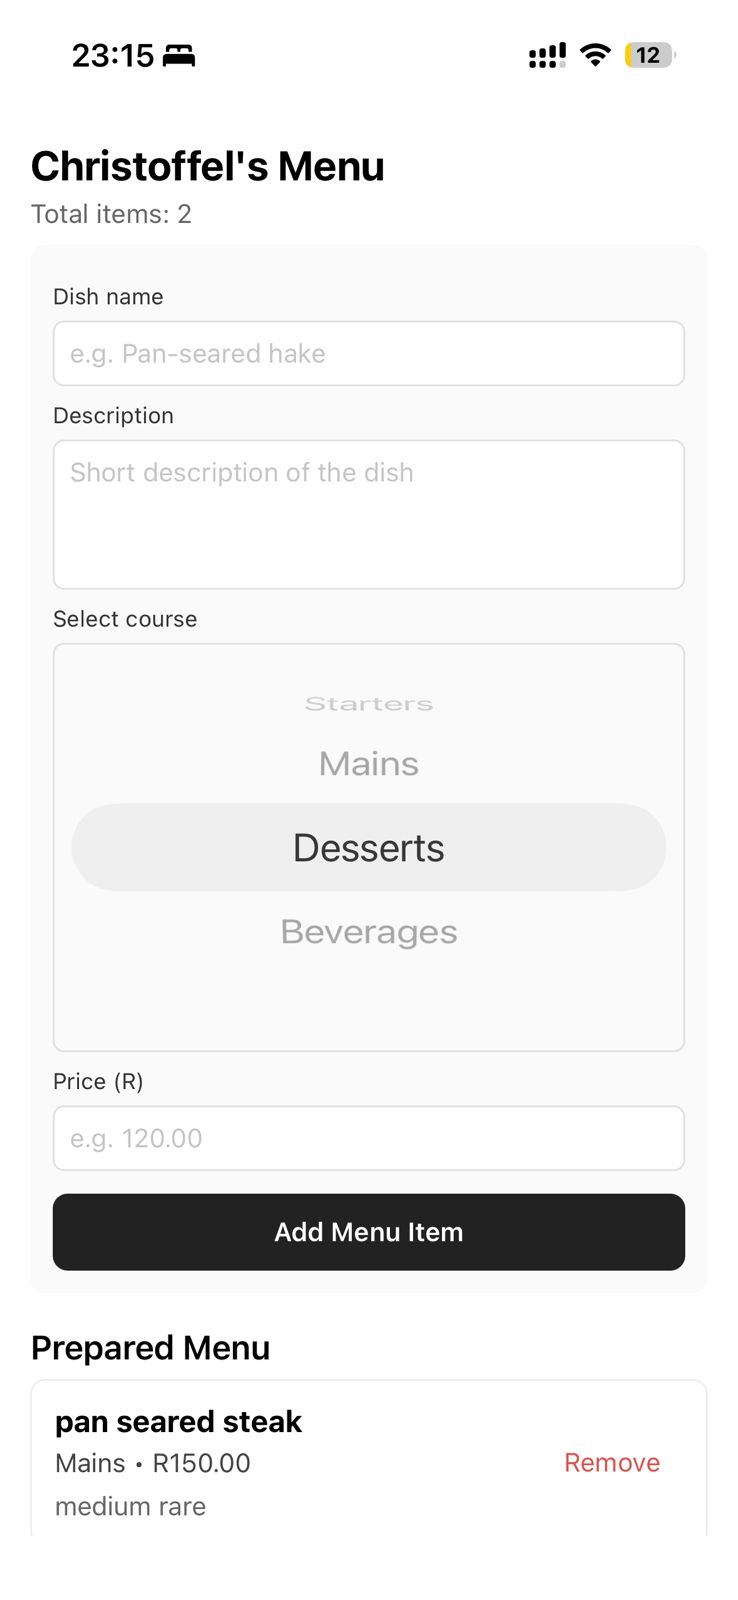 23:15
12
Christoffel's Menu
Total items: 2
Dish name
e.g. Pan-seared hake
Description
Short description of the dish
Select course
Starters
Mains
Desserts
Beverages
Price (R)
e.g. 120.00
Add Menu Item
Prepared Menu
pan seared steak
Mains • R150.00
Remove
medium rare